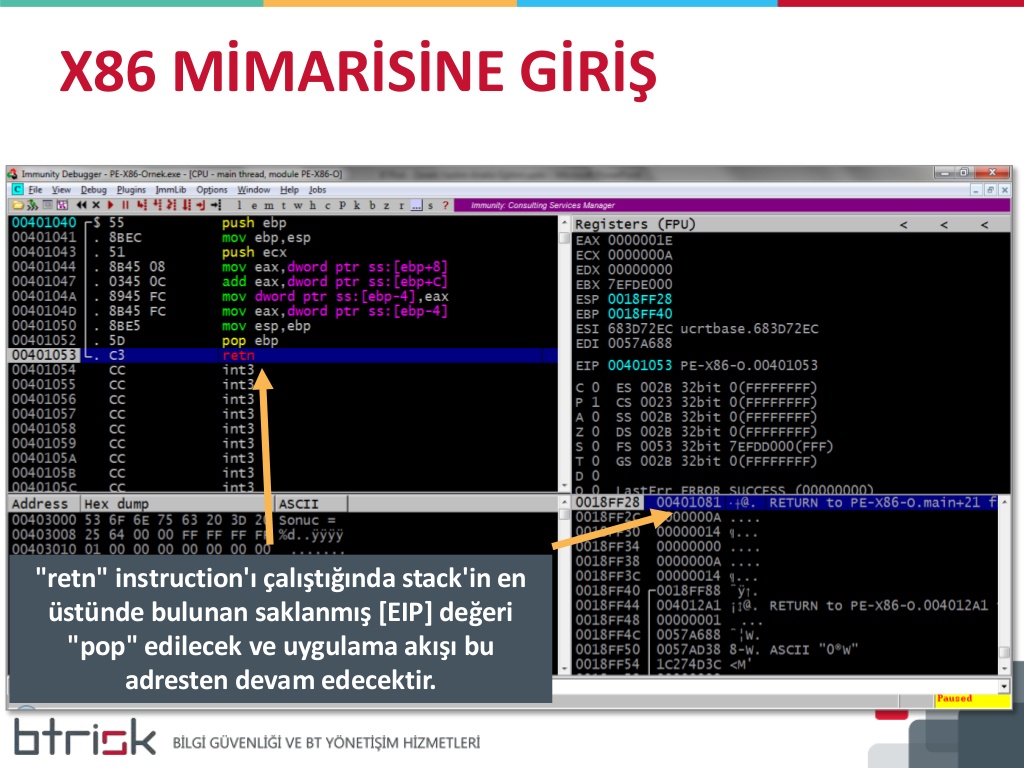 X86 MİMARİSİNE GİRİŞ
Immunity Debugger - PE-X86-Ornek.exe - [CPU - main thread, module PE-X86-O]
File View Debug Plugins ImmLib Options Window Help Jobs
l e m t w h c P k b z r ... s ? Immunity: Consulting Services Manager
00401040 $ 55 push ebp
00401041 . 8BEC mov ebp,esp
00401043 . 51 push ecx
00401044 . 8B45 08 mov eax,dword ptr ss:[ebp+8]
00401047 . 0345 0C add eax,dword ptr ss:[ebp+C]
0040104A . 8945 FC mov dword ptr ss:[ebp-4],eax
0040104D . 8B45 FC mov eax,dword ptr ss:[ebp-4]
00401050 . 8BE5 mov esp,ebp
00401052 . 5D pop ebp
00401053 . C3 retn
00401054 CC int3
00401055 CC int3
00401056 CC int3
00401057 CC int3
00401058 CC int3
00401059 CC int3
0040105A CC int3
0040105B CC int3
0040105C CC int3
Registers (FPU) < < <
EAX 0000001E
ECX 0000000A
EDX 00000000
EBX 7EFDE000
ESP 0018FF28
EBP 0018FF40
ESI 683D72EC ucrtbase.683D72EC
EDI 0057A688
EIP 00401053 PE-X86-O.00401053
C 0 ES 002B 32bit 0(FFFFFFFF)
P 1 CS 0023 32bit 0(FFFFFFFF)
A 0 SS 002B 32bit 0(FFFFFFFF)
Z 0 DS 002B 32bit 0(FFFFFFFF)
S 0 FS 0053 32bit 7EFDD000(FFF)
T 0 GS 002B 32bit 0(FFFFFFFF)
D 0
O 0 LastErr ERROR_SUCCESS (00000000)
Address Hex dump ASCII
00403000 53 6F 6E 75 63 20 3D 20 Sonuc =
00403008 25 64 00 00 FF FF FF FF %d..ÿÿÿÿ
00403010 01 00 00 00 00 00 00 00 ........
0018FF28 00401081 RETURN to PE-X86-O.main+21 f
0018FF2C 0000000A ....
0018FF30 00000014 ¶...
0018FF34 00000000 ....
0018FF38 0000000A ....
0018FF3C 00000014 ¶...
0018FF40 0018FF88
0018FF44 004012A1 RETURN to PE-X86-O.004012A1
0018FF48 00000001
0018FF4C 0057A688
0018FF50 0057AD38 8-W. ASCII "0®W"
0018FF54 1C274D3C <M'
"retn" instruction'ı çalıştığında stack'in en
üstünde bulunan saklanmış [EIP] değeri
"pop" edilecek ve uygulama akışı bu
adresten devam edecektir.
Paused
btrisk BİLGİ GÜVENLİĞİ VE BT YÖNETİŞİM HİZMETLERİ